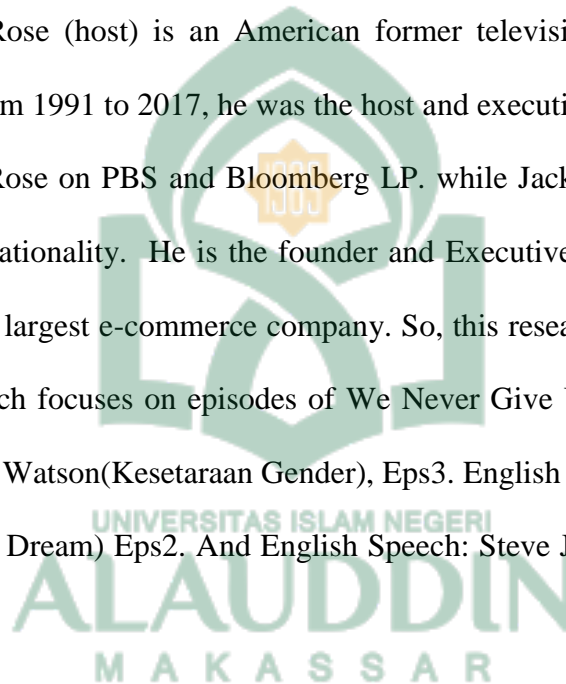 Rose (host) is an American former televisi
m 1991 to 2017, he was the host and executi
Rose on PBS and Bloomberg LP. while Jack
ationality. He is the founder and Executive
largest e-commerce company. So, this resea
ch focuses on episodes of We Never Give
Watson(Kesetaraan Gender), Eps3. English
UNIVERSITAS ISLAM NEGERI
Dream) Eps2. And English Speech: Steve J
ALAUDDIN
MAKASSAR